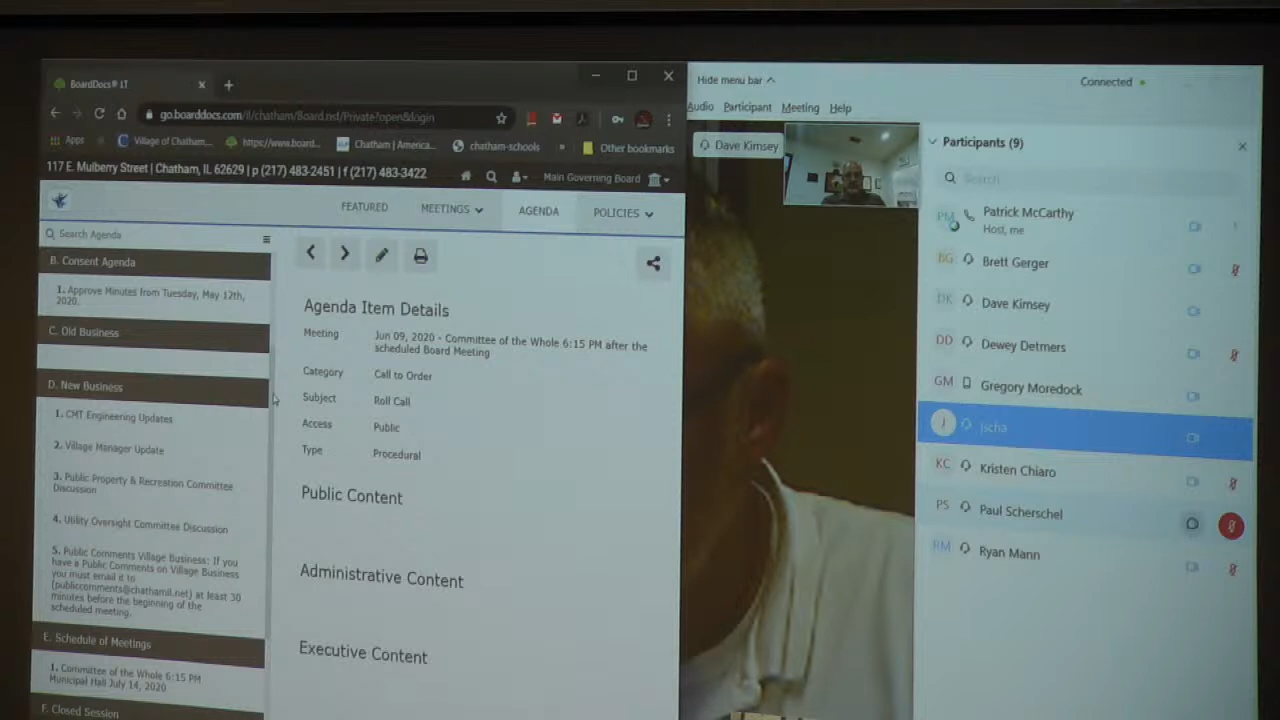 BoardDocs® LT
go.boarddocs.com/il/chatham/Board.nsf/Private?open&login
Apps
Village of Chatham...
https://www.board...
Chatham | America...
chatham-schools
»
Other bookmarks
117 E. Mulberry Street | Chatham, IL 62629 | p (217) 483-2451 | f (217) 483-3422
Main Governing Board
FEATURED
MEETINGS
AGENDA
POLICIES
Search Agenda
B. Consent Agenda
1. Approve Minutes from Tuesday, May 12th,
2020.
C. Old Business
D. New Business
1. CMT Engineering Updates
2. Village Manager Update
3. Public Property & Recreation Committee
Discussion
4. Utility Oversight Committee Discussion
5. Public Comments Village Business: If you
have a Public Comments on Village Business
you must email it to
(publiccomments@chathamil.net) at least 30
minutes before the beginning of the
scheduled meeting.
E. Schedule of Meetings
1. Committee of the Whole 6:15 PM
Municipal Hall July 14, 2020
F. Closed Session
Agenda Item Details
Meeting
Jun 09, 2020 - Committee of the Whole 6:15 PM after the
scheduled Board Meeting
Category
Call to Order
Subject
Roll Call
Access
Public
Type
Procedural
Public Content
Administrative Content
Executive Content
Hide menu bar
Connected
Audio
Participant
Meeting
Help
Dave Kimsey
Participants (9)
Search
PM
Patrick McCarthy
Host, me
BG
Brett Gerger
DK
Dave Kimsey
DD
Dewey Detmers
GM
Gregory Moredock
J
jscha
KC
Kristen Chiaro
PS
Paul Scherschel
RM
Ryan Mann